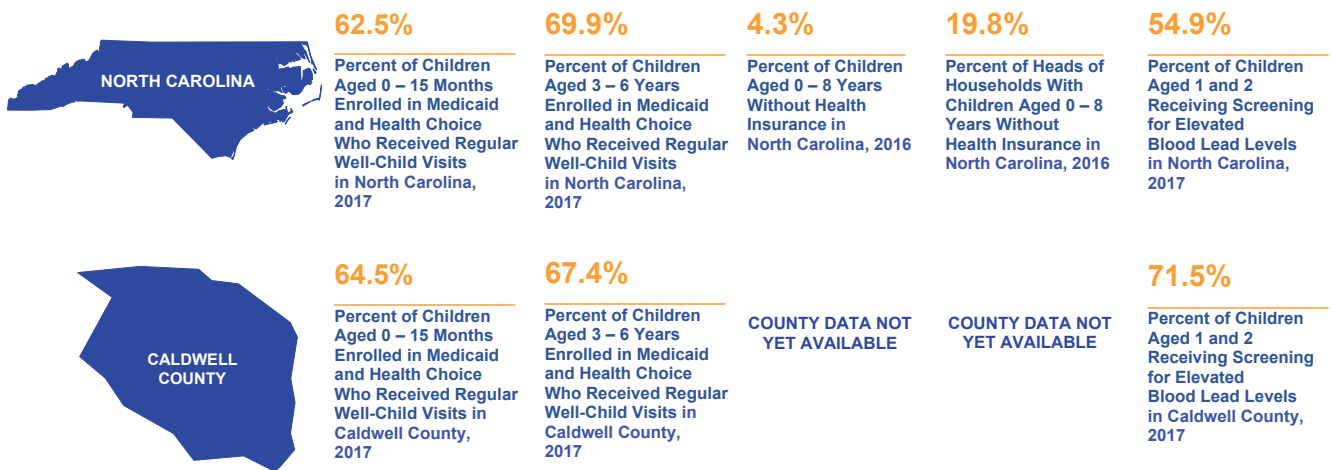 NORTH CAROLINA
62.5%
Percent of Children
Aged 0 – 15 Months
Enrolled in Medicaid
and Health Choice
Who Received Regular
Well-Child Visits
in North Carolina,
2017
69.9%
Percent of Children
Aged 3 – 6 Years
Enrolled in Medicaid
and Health Choice
Who Received Regular
Well-Child Visits
in North Carolina,
2017
4.3%
Percent of Children
Aged 0 – 8 Years
Without Health
Insurance in
North Carolina, 2016
19.8%
Percent of Heads of
Households With
Children Aged 0 – 8
Years Without
Health Insurance in
North Carolina, 2016
54.9%
Percent of Children
Aged 1 and 2
Receiving Screening
for Elevated
Blood Lead Levels
in North Carolina,
2017
CALDWELL
COUNTY
64.5%
Percent of Children
Aged 0 – 15 Months
Enrolled in Medicaid
and Health Choice
Who Received Regular
Well-Child Visits in
Caldwell County,
2017
67.4%
Percent of Children
Aged 3 – 6 Years
Enrolled in Medicaid
and Health Choice
Who Received Regular
Well-Child Visits in
Caldwell County,
2017
COUNTY DATA NOT
YET AVAILABLE
COUNTY DATA NOT
YET AVAILABLE
71.5%
Percent of Children
Aged 1 and 2
Receiving Screening
for Elevated
Blood Lead Levels
in Caldwell County,
2017